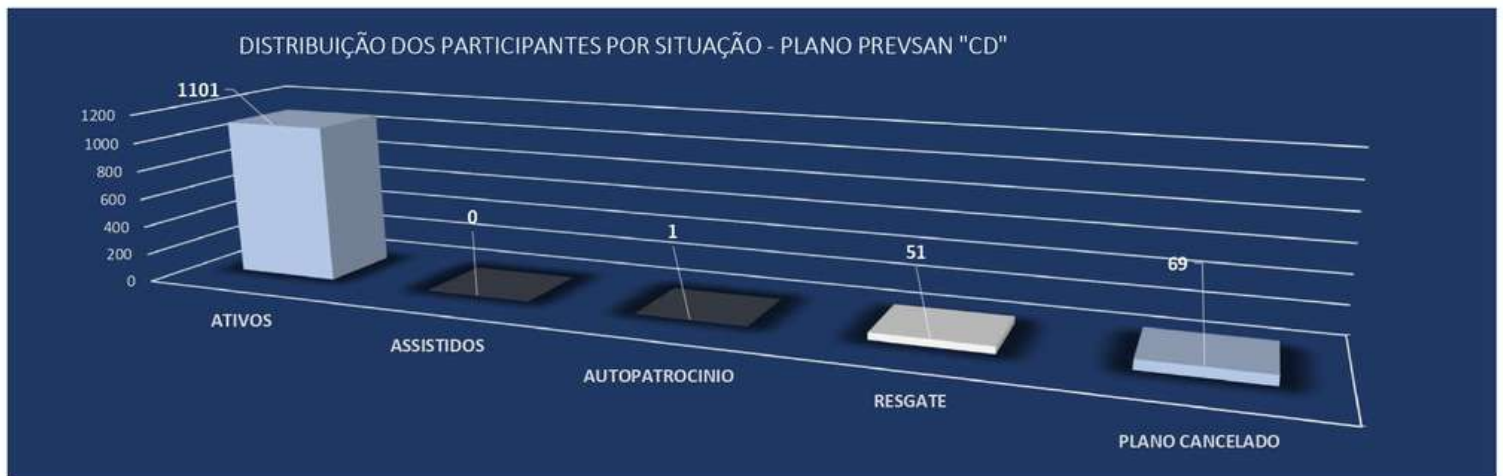 DISTRIBUIÇÃO DOS PARTICIPANTES POR SITUAÇÃO - PLANO PREVSAN "CD"
1101
1200
1000
800
600
400
200
0
0
1
51
69
ATIVOS
ASSISTIDOS
AUTOPATROCINIO
RESGATE
PLANO CANCELADO